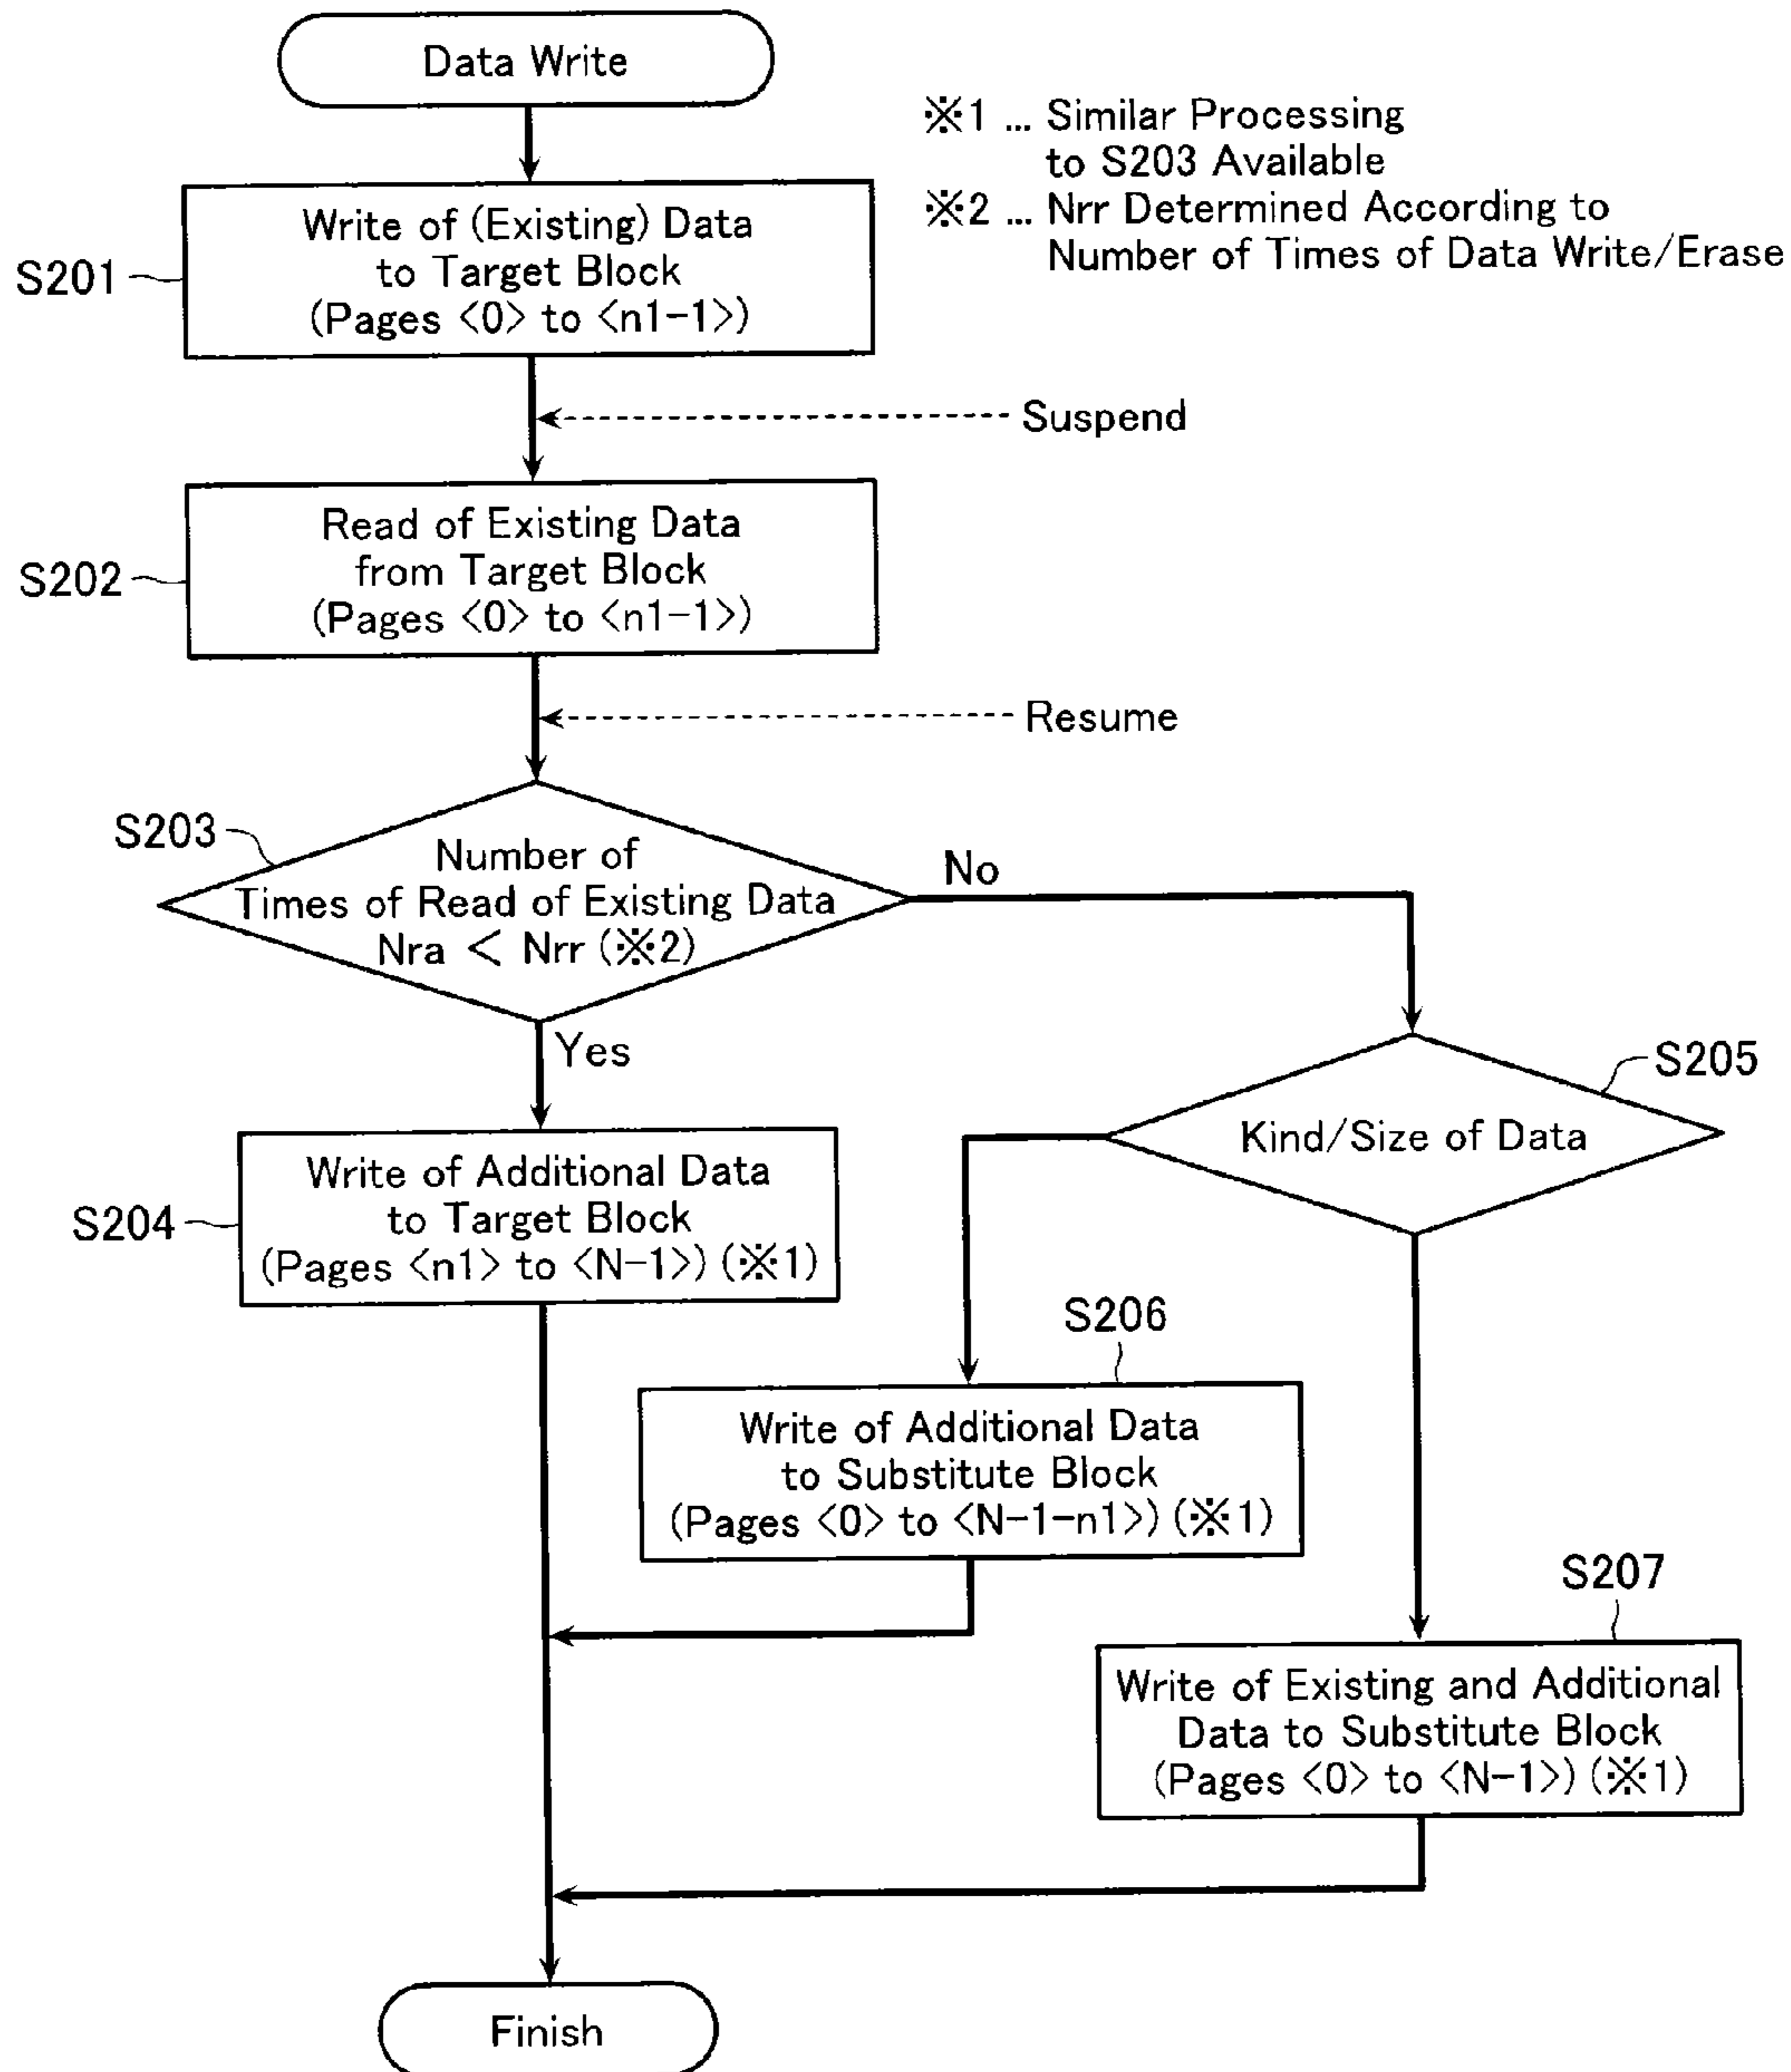 Data Write
※1 ... Similar Processing
to S203 Available
※2 ... Nrr Determined According to
Number of Times of Data Write/Erase
S201
Write of (Existing) Data
to Target Block
(Pages <0> to <n1-1>)
Suspend
S202
Read of Existing Data
from Target Block
(Pages <0> to <n1-1>)
Resume
S203
Number of
Times of Read of Existing Data
Nra < Nrr (※2)
No
Yes
S205
Kind/Size of Data
S204
Write of Additional Data
to Target Block
(Pages <n1> to <N-1>) (※1)
S206
Write of Additional Data
to Substitute Block
(Pages <0> to <N-1-n1>) (※1)
S207
Write of Existing and Additional
Data to Substitute Block
(Pages <0> to <N-1>) (※1)
Finish